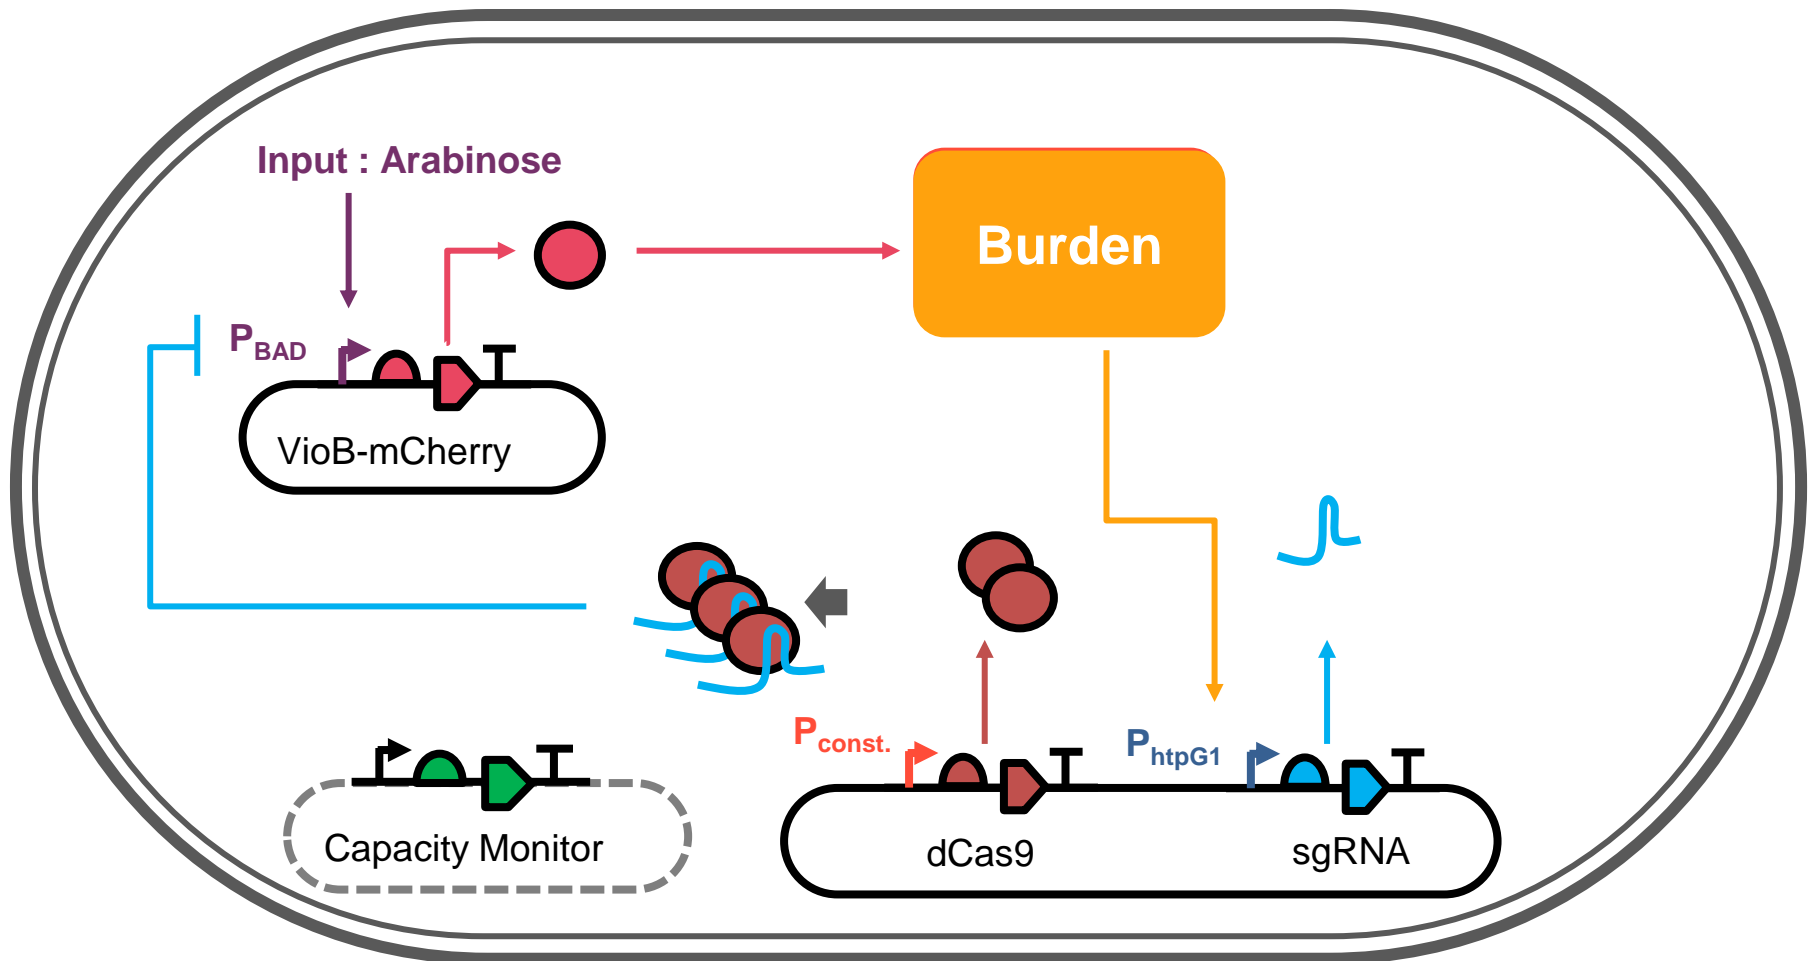 Input : Arabinose
Burden
PBAD
VioB-mCherry
Pconst.
PhtpG1
Capacity Monitor
dCas9
sgRNA